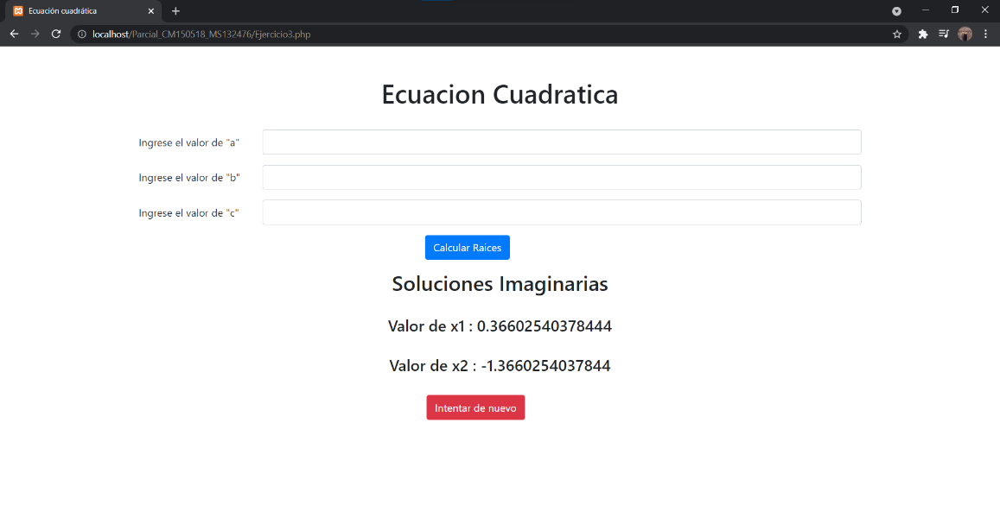 Ecuación cuadrática
localhost/Parcial_CM150518_MS132476/Ejercicio3.php
Ecuacion Cuadratica
Ingrese el valor de "a"
Ingrese el valor de "b"
Ingrese el valor de "c"
Calcular Raices
Soluciones Imaginarias
Valor de x1 : 0.36602540378444
Valor de x2 : -1.3660254037844
Intentar de nuevo